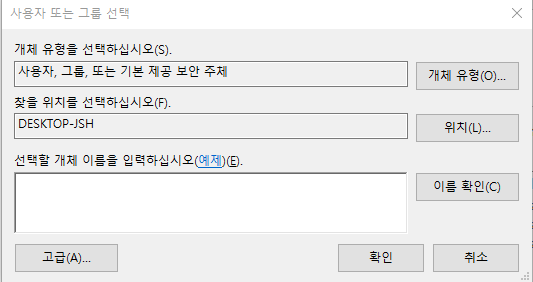 사용자 또는 그룹 선택
개체 유형을 선택하십시오(S).
사용자, 그룹, 또는 기본 제공 보안 주체
개체 유형(O)...
찾을 위치를 선택하십시오(F).
DESKTOP-JSH
위치(L)...
선택할 개체 이름을 입력하십시오(예제)(E).
이름 확인(C)
고급(A)...
확인
취소